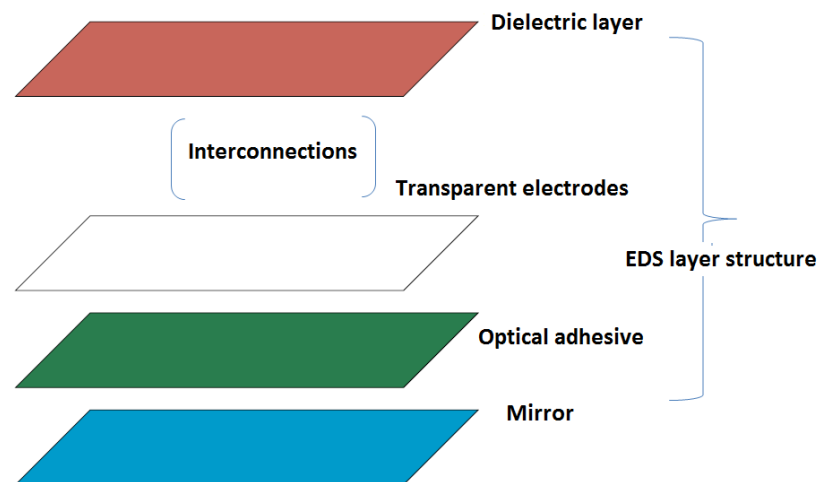 Dielectric layer
Interconnections
Transparent electrodes
EDS layer structure
Optical adhesive
Mirror